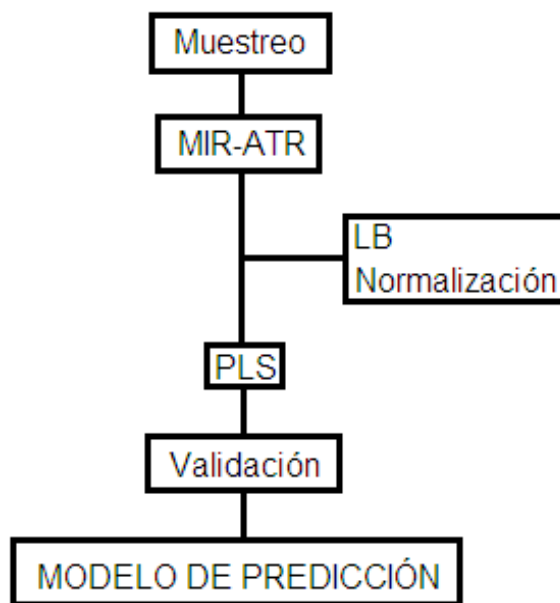 Muestreo
MIR-ATR
LB
Normalización
PLS
Validación
MODELO DE PREDICCIÓN